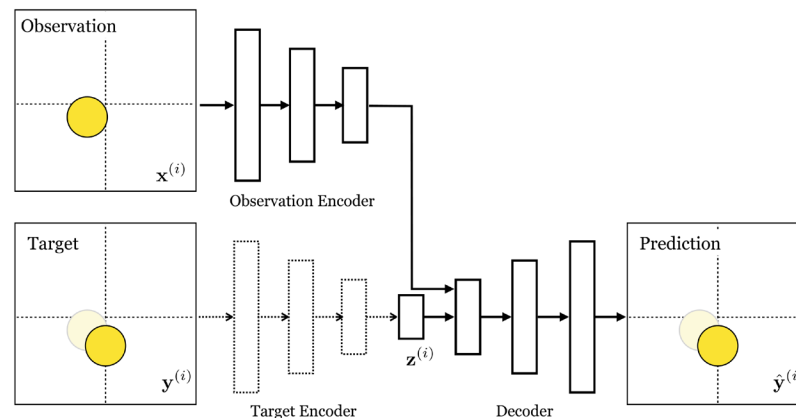 Observation
x^(i)
Observation Encoder
Target
y^(i)
Target Encoder
z^(i)
Decoder
Prediction
ŷ^(i